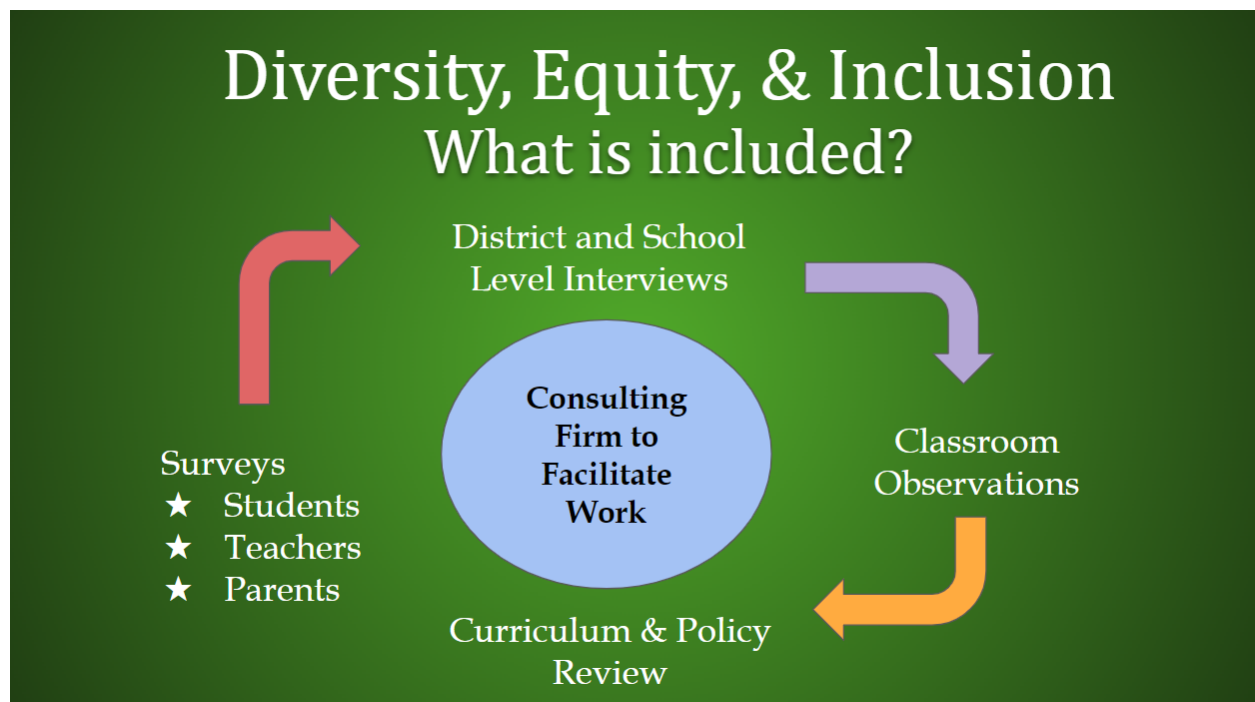 Diversity, Equity, & Inclusion
What is included?
District and School
Level Interviews
Consulting
Firm to
Facilitate
Work
Classroom
Observations
Surveys
★ Students
★ Teachers
★ Parents
Curriculum & Policy
Review